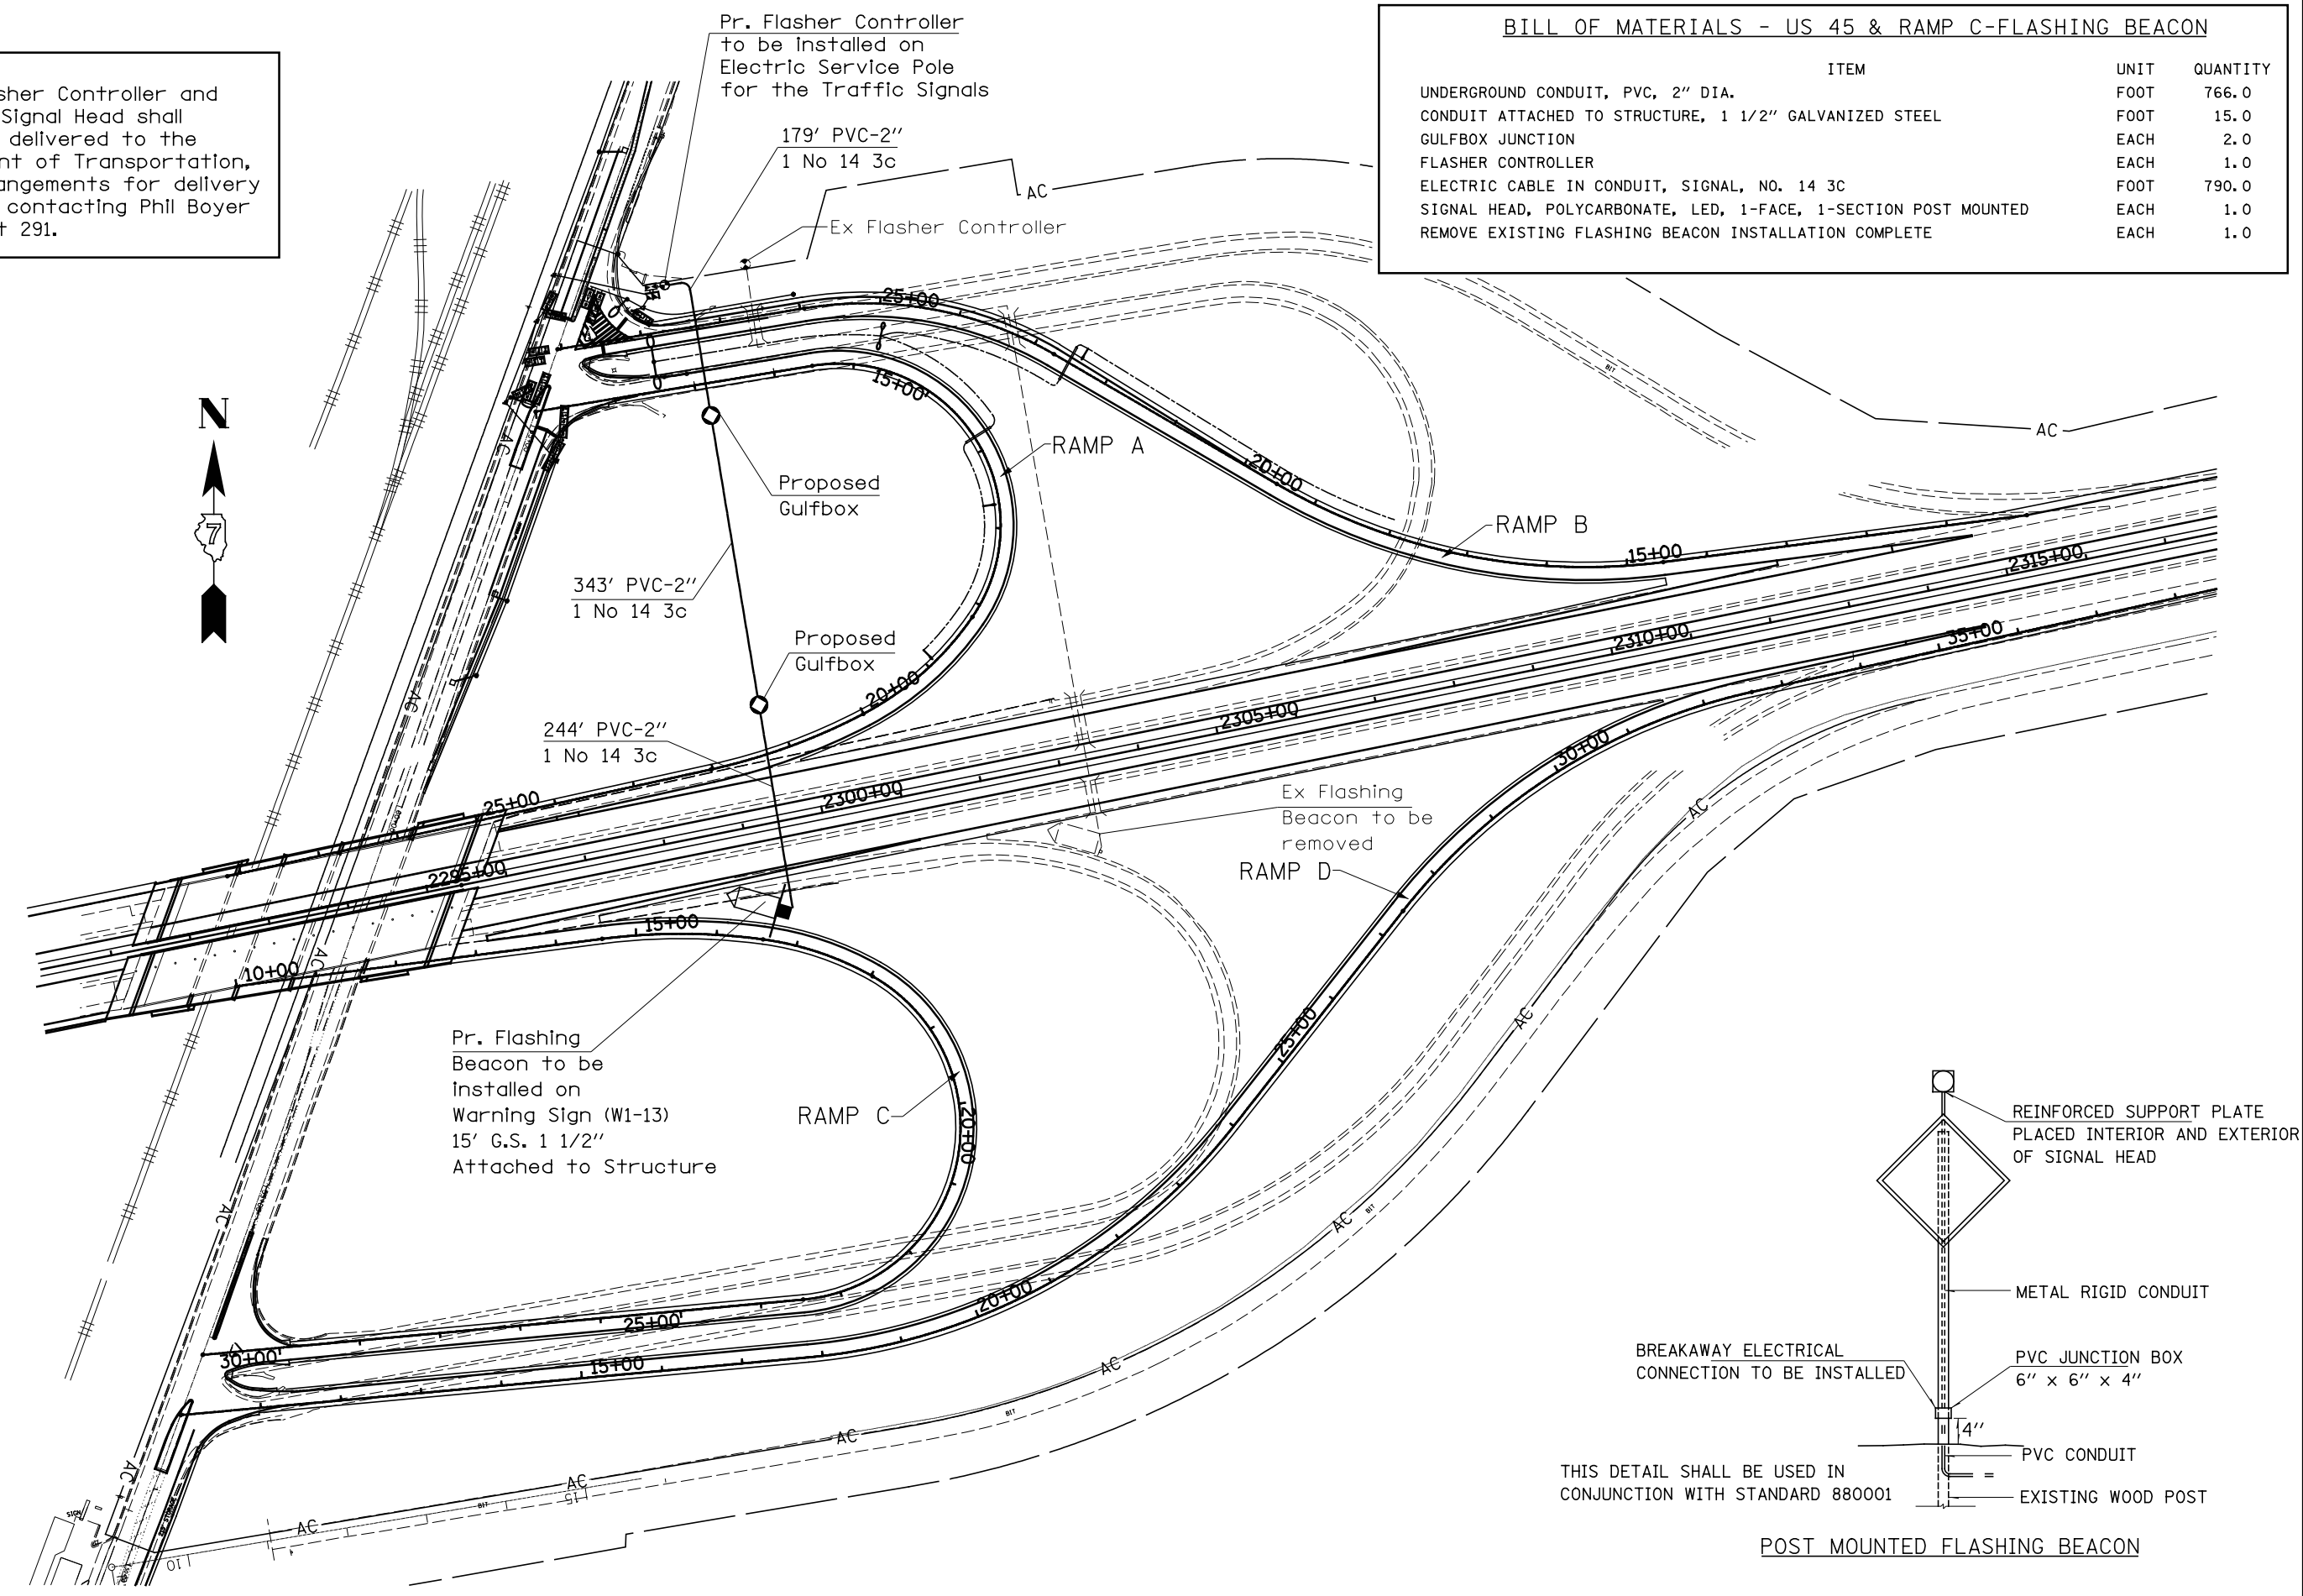 sher Controller and
Signal Head shall
delivered to the
nt of Transportation,
angements for delivery
contacting Phil Boyer
t 291.
Pr. Flasher Controller
to be installed on
Electric Service Pole
for the Traffic Signals
179' PVC-2"
1 No 14 3c
AC
Ex Flasher Controller
BILL OF MATERIALS - US 45 & RAMP C-FLASHING BEACON
ITEM UNIT QUANTITY
UNDERGROUND CONDUIT, PVC, 2" DIA. FOOT 766.0
CONDUIT ATTACHED TO STRUCTURE, 1 1/2" GALVANIZED STEEL FOOT 15.0
GULFBOX JUNCTION EACH 2.0
FLASHER CONTROLLER EACH 1.0
ELECTRIC CABLE IN CONDUIT, SIGNAL, NO. 14 3C FOOT 790.0
SIGNAL HEAD, POLYCARBONATE, LED, 1-FACE, 1-SECTION POST MOUNTED EACH 1.0
REMOVE EXISTING FLASHING BEACON INSTALLATION COMPLETE EACH 1.0
25+00
15+00
BIT
N
7
AC
AC
RAMP A
20+00
Proposed
Gulfbox
RAMP B
15+00
2315+00
343' PVC-2"
1 No 14 3c
Proposed
Gulfbox
2310+00
35+00
20+00
AC
2305+00
244' PVC-2"
1 No 14 3c
30+00
25+00
2300+00
Ex Flashing
Beacon to be
removed
AC
RAMP D
2295+00
15+00
10+00
AC
AC
25+00
Pr. Flashing
Beacon to be
installed on
Warning Sign (W1-13)
15' G.S. 1 1/2"
Attached to Structure
RAMP C
20+00
AC
AC
BIT
20+00
25+00
30+00
15+00
AC
BIT
AC
AC
AC
BIT
15
SIGN
AC
10
REINFORCED SUPPORT PLATE
PLACED INTERIOR AND EXTERIOR
OF SIGNAL HEAD
METAL RIGID CONDUIT
BREAKAWAY ELECTRICAL
CONNECTION TO BE INSTALLED
PVC JUNCTION BOX
6" x 6" x 4"
4"
PVC CONDUIT
THIS DETAIL SHALL BE USED IN
CONJUNCTION WITH STANDARD 880001
EXISTING WOOD POST
POST MOUNTED FLASHING BEACON